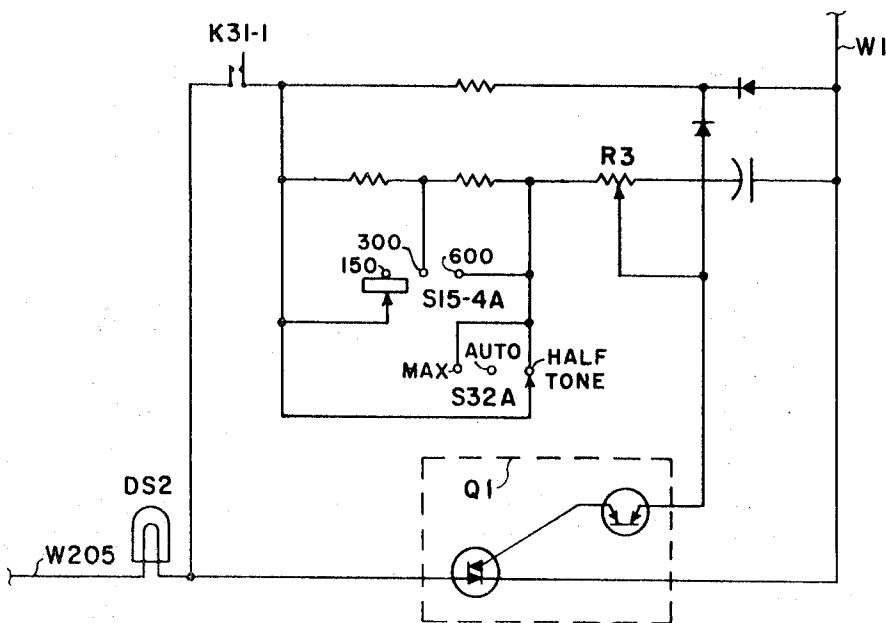 K31-1
W1
R3
300
600
150
S15-4A
AUTO
HALF
TONE
MAX
S32A
Q1
DS2
W205